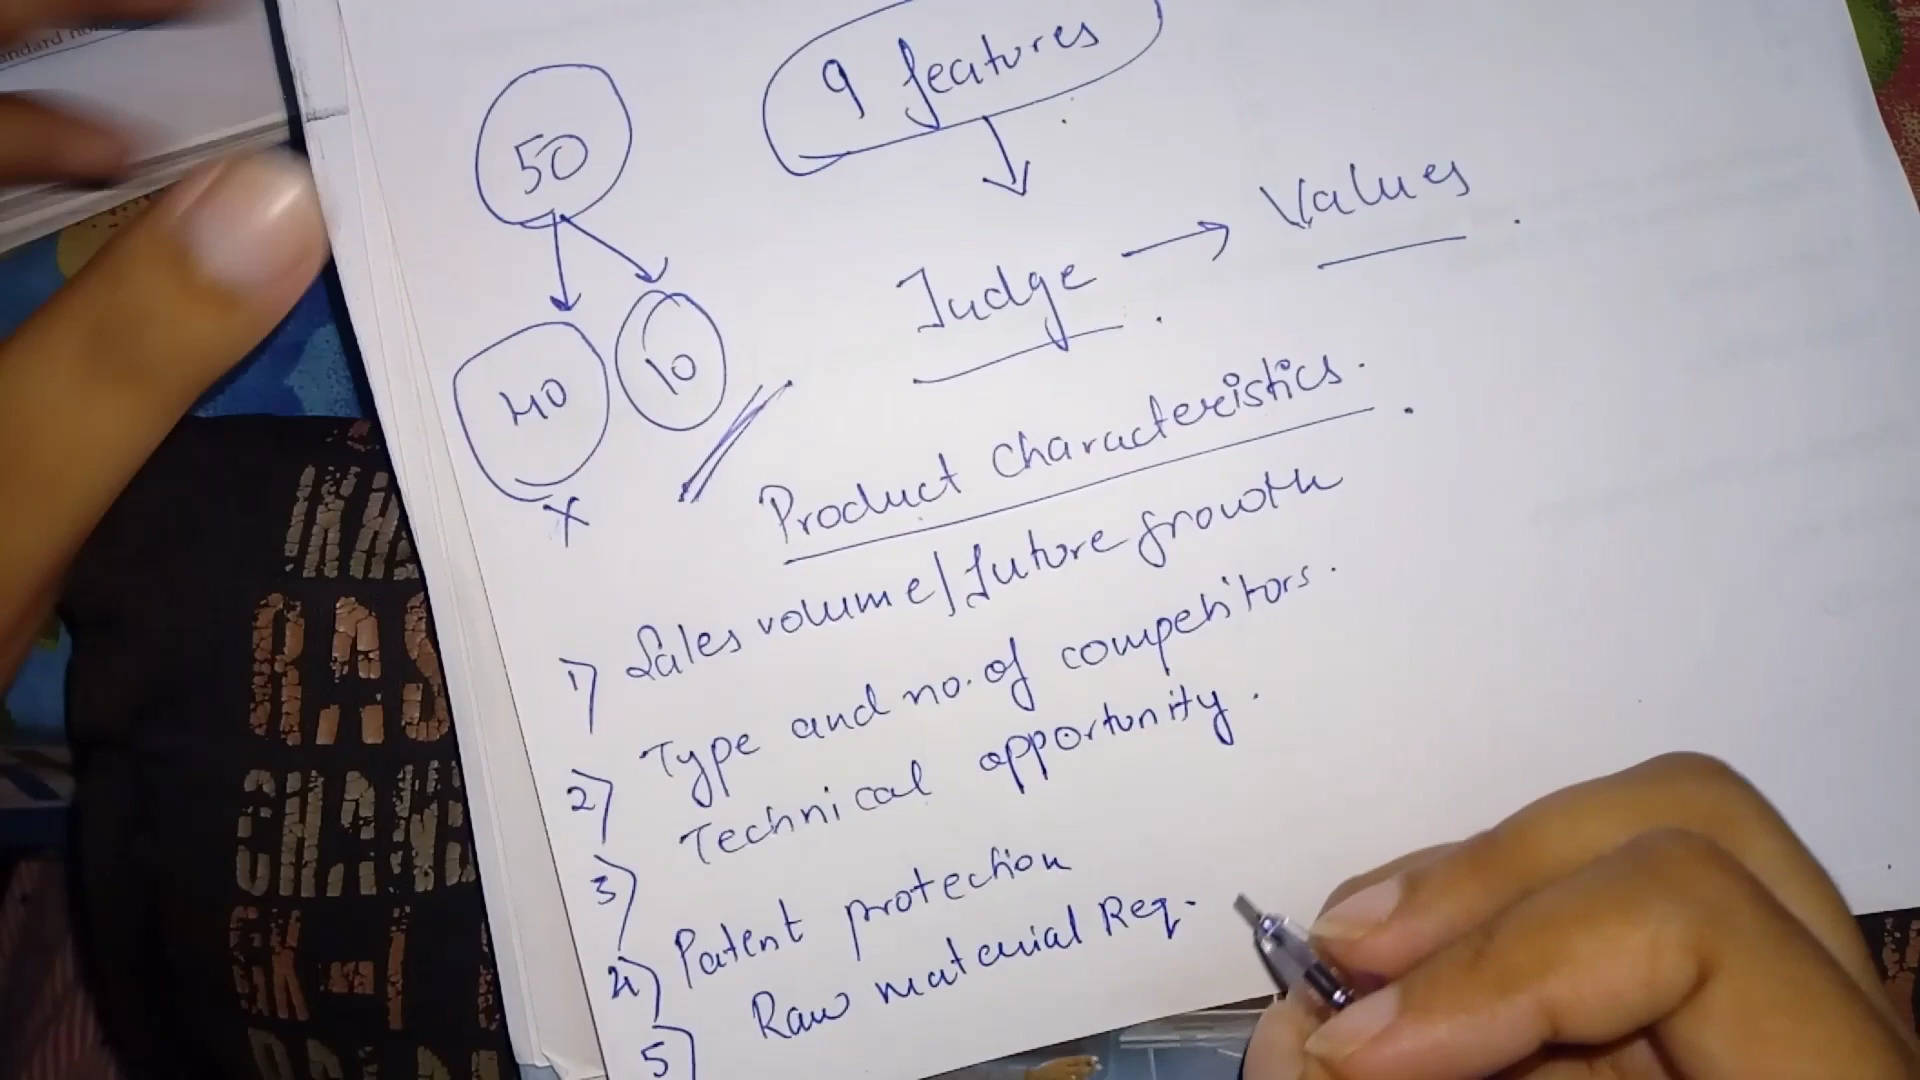 9 features
50
40
10
X
Judge → Values
Product characteristics.
1) Sales volume/future growth
2) Type and no. of competitors.
3) Technical opportunity.
4) Patent protection
5) Raw material Req.